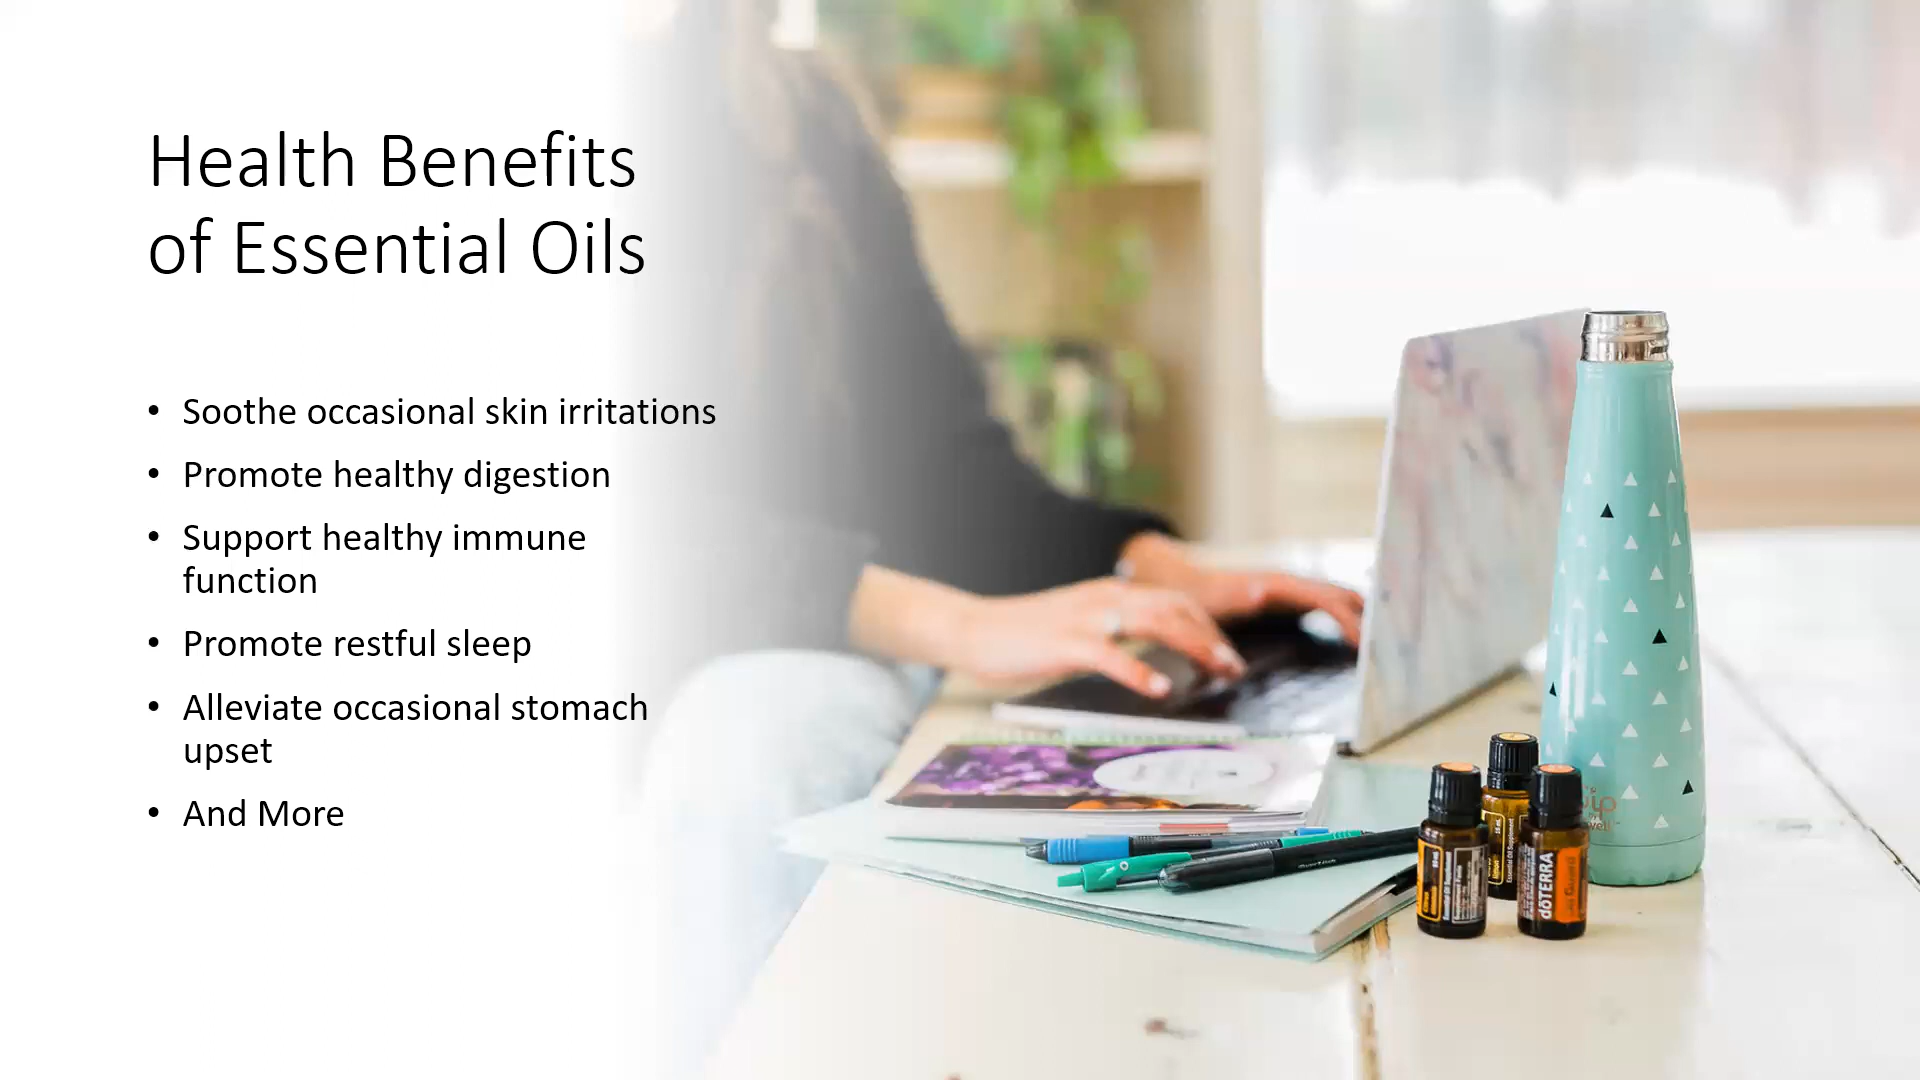 Health Benefits
of Essential Oils
• Soothe occasional skin irritations
• Promote healthy digestion
• Support healthy immune
function
• Promote restful sleep
• Alleviate occasional stomach
upset
• And More
dōTERRA